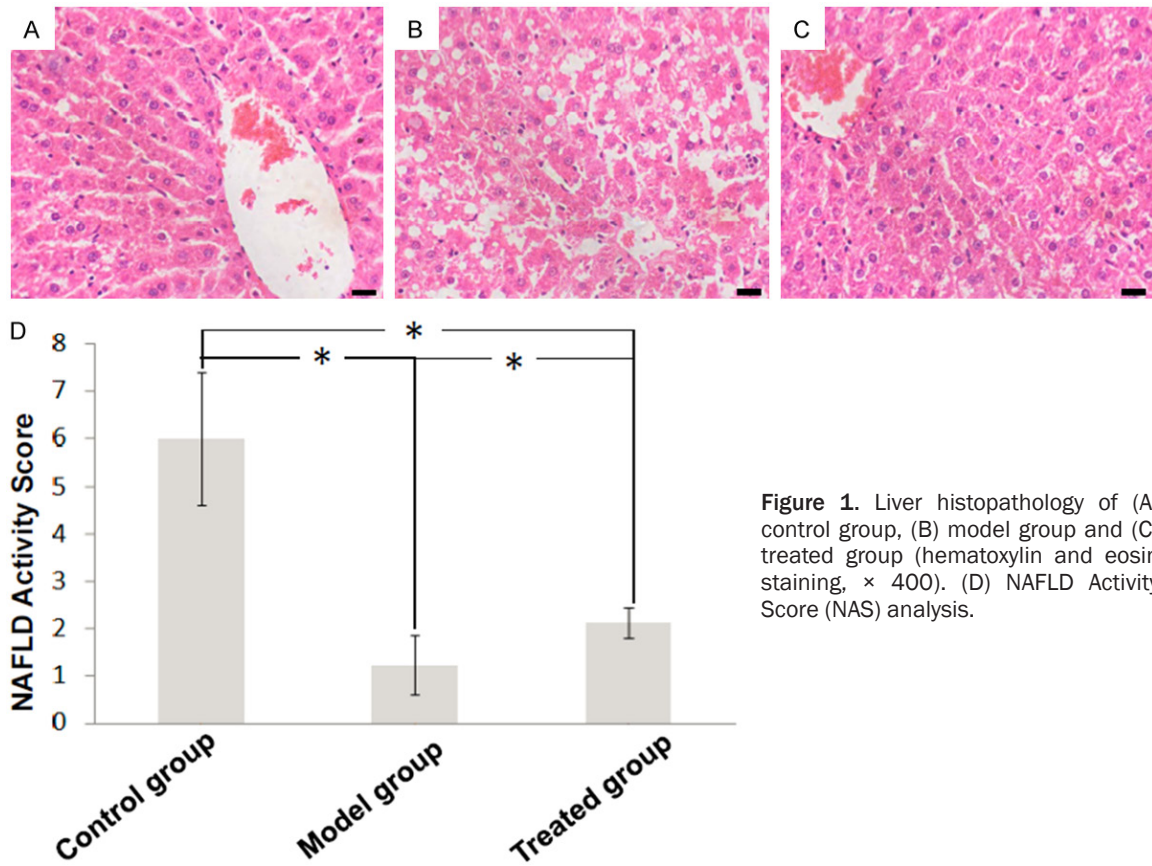 A
B
C
D
8
7
6
5
4
3
2
1
0
NAFLD Activity Score
*
*
*
Control group
Model group
Treated group
Figure 1. Liver histopathology of (A
control group, (B) model group and (C
treated group (hematoxylin and eosin
staining, × 400). (D) NAFLD Activity
Score (NAS) analysis.